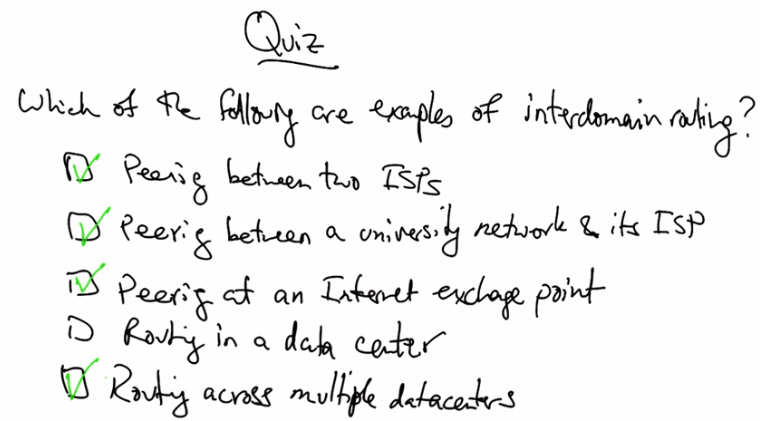 Quiz
Which of the following are examples of interdomain routing?
Peering between two ISPs
Peering between a university network & its ISP
Peering at an Internet exchange point
Routing in a data center
Routing across multiple datacenters